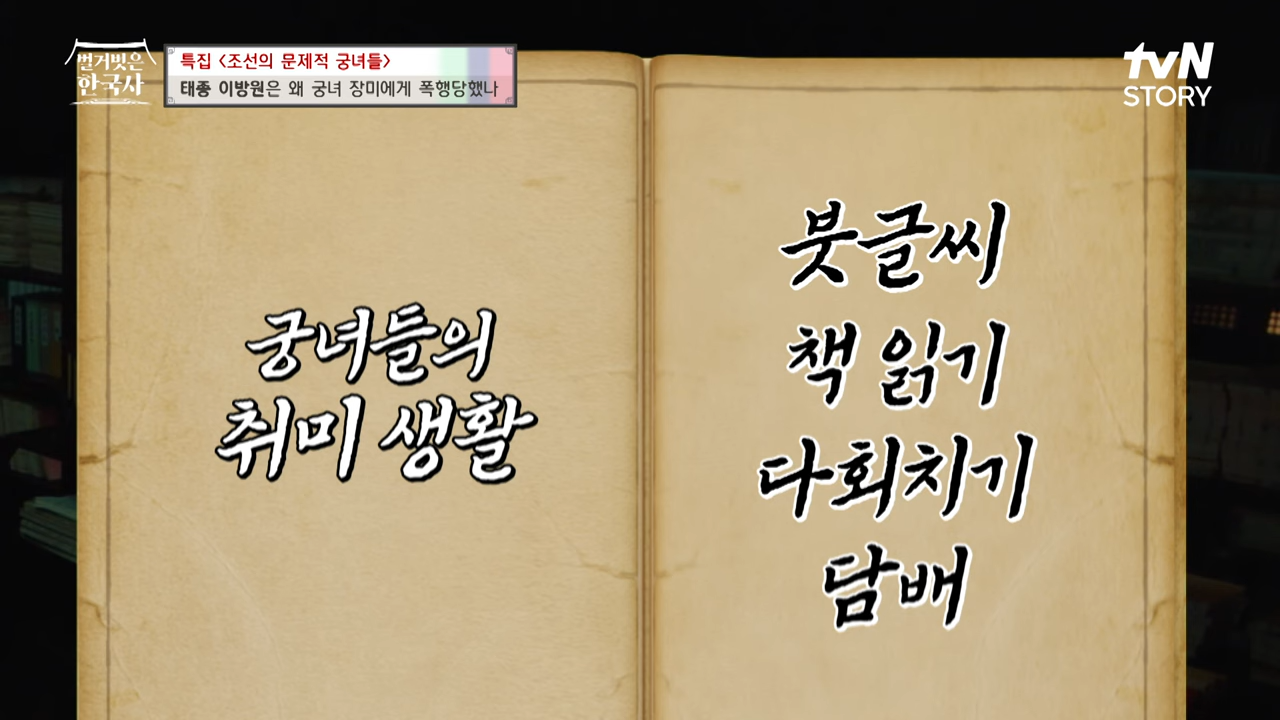 벌거벗은
한국사
특집 <조선의 문제적 궁녀들>
태종 이방원은 왜 궁녀 장미에게 폭행당했나
tvN
STORY
궁녀들의
취미 생활
붓글씨
책 읽기
다회치기
담배